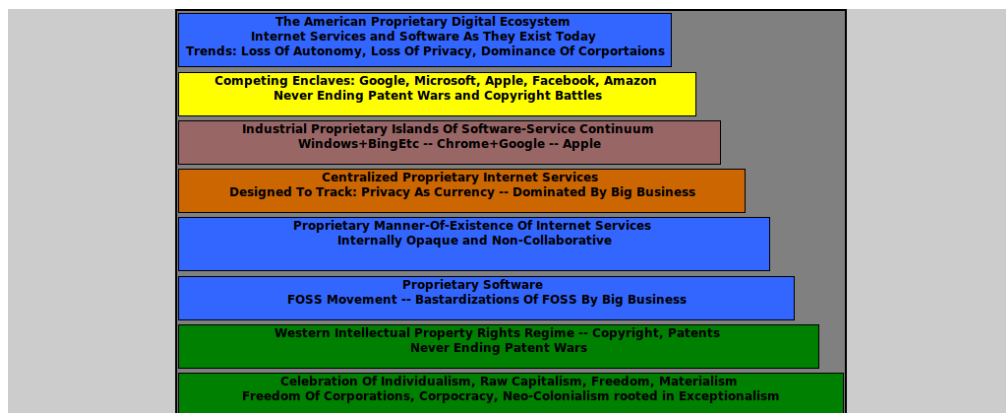 The American Proprietary Digital Ecosystem
Internet Services and Software As They Exist Today
Trends: Loss Of Autonomy, Loss Of Privacy, Dominance Of Corportaions
Competing Enclaves: Google, Microsoft, Apple, Facebook, Amazon
Never Ending Patent Wars and Copyright Battles
Industrial Proprietary Islands Of Software-Service Continuum
Windows+BingEtc -- Chrome+Google -- Apple
Centralized Proprietary Internet Services
Designed To Track: Privacy As Currency -- Dominated By Big Business
Proprietary Manner-Of-Existence Of Internet Services
Internally Opaque and Non-Collaborative
Proprietary Software
FOSS Movement -- Bastardizations Of FOSS By Big Business
Western Intellectual Property Rights Regime -- Copyright, Patents
Never Ending Patent Wars
Celebration Of Individualism, Raw Capitalism, Freedom, Materialism
Freedom Of Corporations, Corpocracy, Neo-Colonialism rooted in Exceptionalism